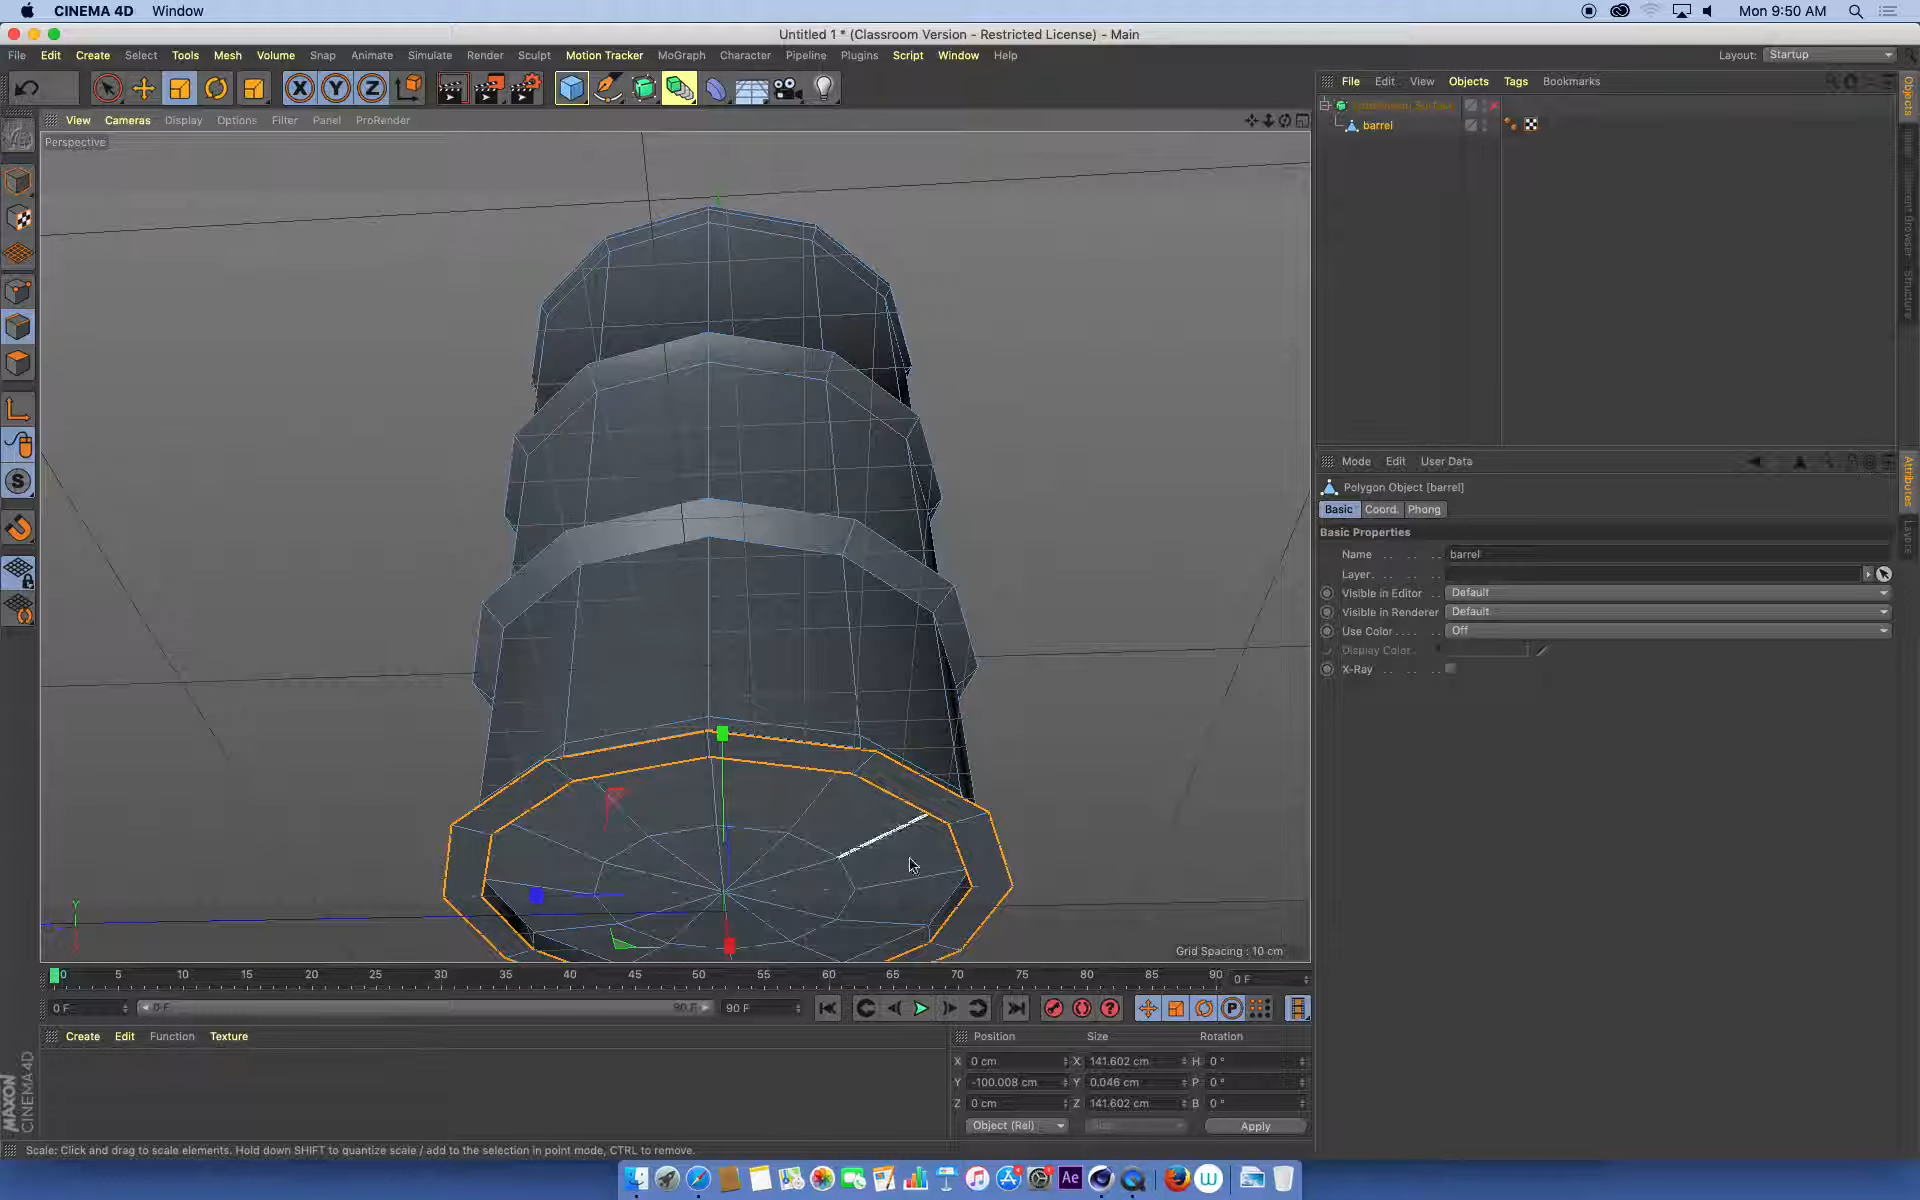 CINEMA 4D Window Mon 9:50 AM
Untitled 1 * (Classroom Version - Restricted License) - Main
File Edit Create Select Tools Mesh Volume Snap Animate Simulate Render Sculpt Motion Tracker MoGraph Character Pipeline Plugins Script Window Help Layout: Startup
X Y Z
File Edit View Objects Tags Bookmarks
View Cameras Display Options Filter Panel ProRender
Perspective
barrel
Objects
Structure
Mode Edit User Data
Polygon Object [barrel]
Basic Coord. Phong
Basic Properties
Name barrel
Layer
Visible in Editor Default
Visible in Renderer Default
Use Color Off
Display Color
X-Ray
Attributes
Layers
S
Y
Grid Spacing : 10 cm
0 5 10 15 20 25 30 35 40 45 50 55 60 65 70 75 80 85 90 0 F
0 F 0 F 90 F 90 F
P
Create Edit Function Texture
Position Size Rotation
X 0 cm X 141.602 cm H 0 °
Y -100.008 cm Y 0.046 cm P 0 °
Z 0 cm Z 141.602 cm B 0 °
Object (Rel) Apply
MAXON
CINEMA 4D
Scale: Click and drag to scale elements. Hold down SHIFT to quantize scale / add to the selection in point mode, CTRL to remove.
Ae